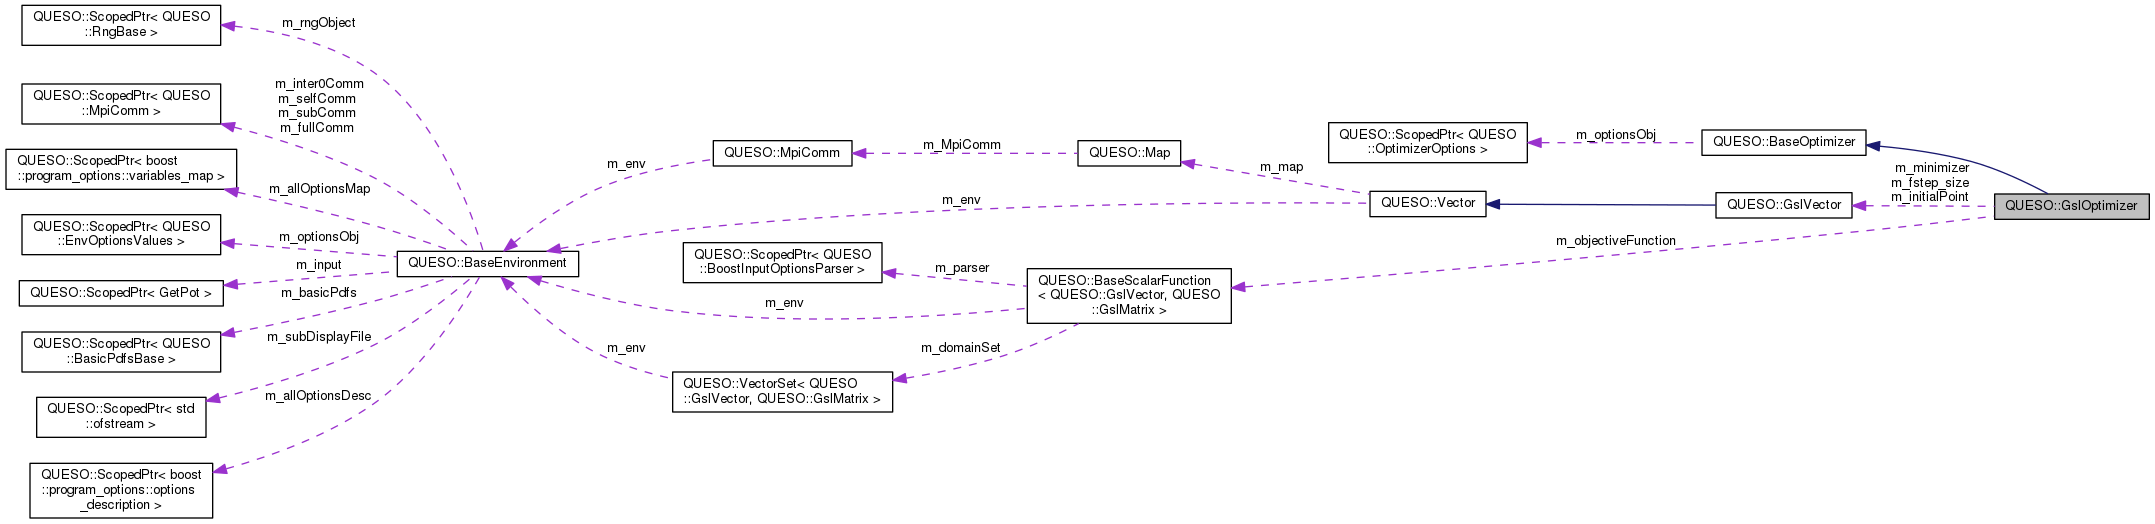 QUESO::ScopedPtr< QUESO
::RngBase >
m_rngObject
QUESO::ScopedPtr< QUESO
::MpiComm >
m_inter0Comm
m_selfComm
m_subComm
m_fullComm
QUESO::ScopedPtr< boost
::program_options::variables_map >
m_allOptionsMap
QUESO::ScopedPtr< QUESO
::EnvOptionsValues >
m_optionsObj
QUESO::ScopedPtr< GetPot >
m_input
QUESO::ScopedPtr< QUESO
::BasicPdfsBase >
m_basicPdfs
QUESO::ScopedPtr< std
::ofstream >
m_subDisplayFile
QUESO::ScopedPtr< boost
::program_options::options
_description >
m_allOptionsDesc
QUESO::BaseEnvironment
m_env
QUESO::MpiComm
m_MpiComm
QUESO::Map
m_map
m_env
QUESO::Vector
QUESO::ScopedPtr< QUESO
::OptimizerOptions >
m_optionsObj
QUESO::BaseOptimizer
QUESO::GslVector
m_minimizer
m_fstep_size
m_initialPoint
QUESO::GslOptimizer
m_objectiveFunction
QUESO::ScopedPtr< QUESO
::BoostInputOptionsParser >
m_parser
QUESO::BaseScalarFunction
< QUESO::GslVector, QUESO
::GslMatrix >
m_env
m_domainSet
m_env
QUESO::VectorSet< QUESO
::GslVector, QUESO::GslMatrix >